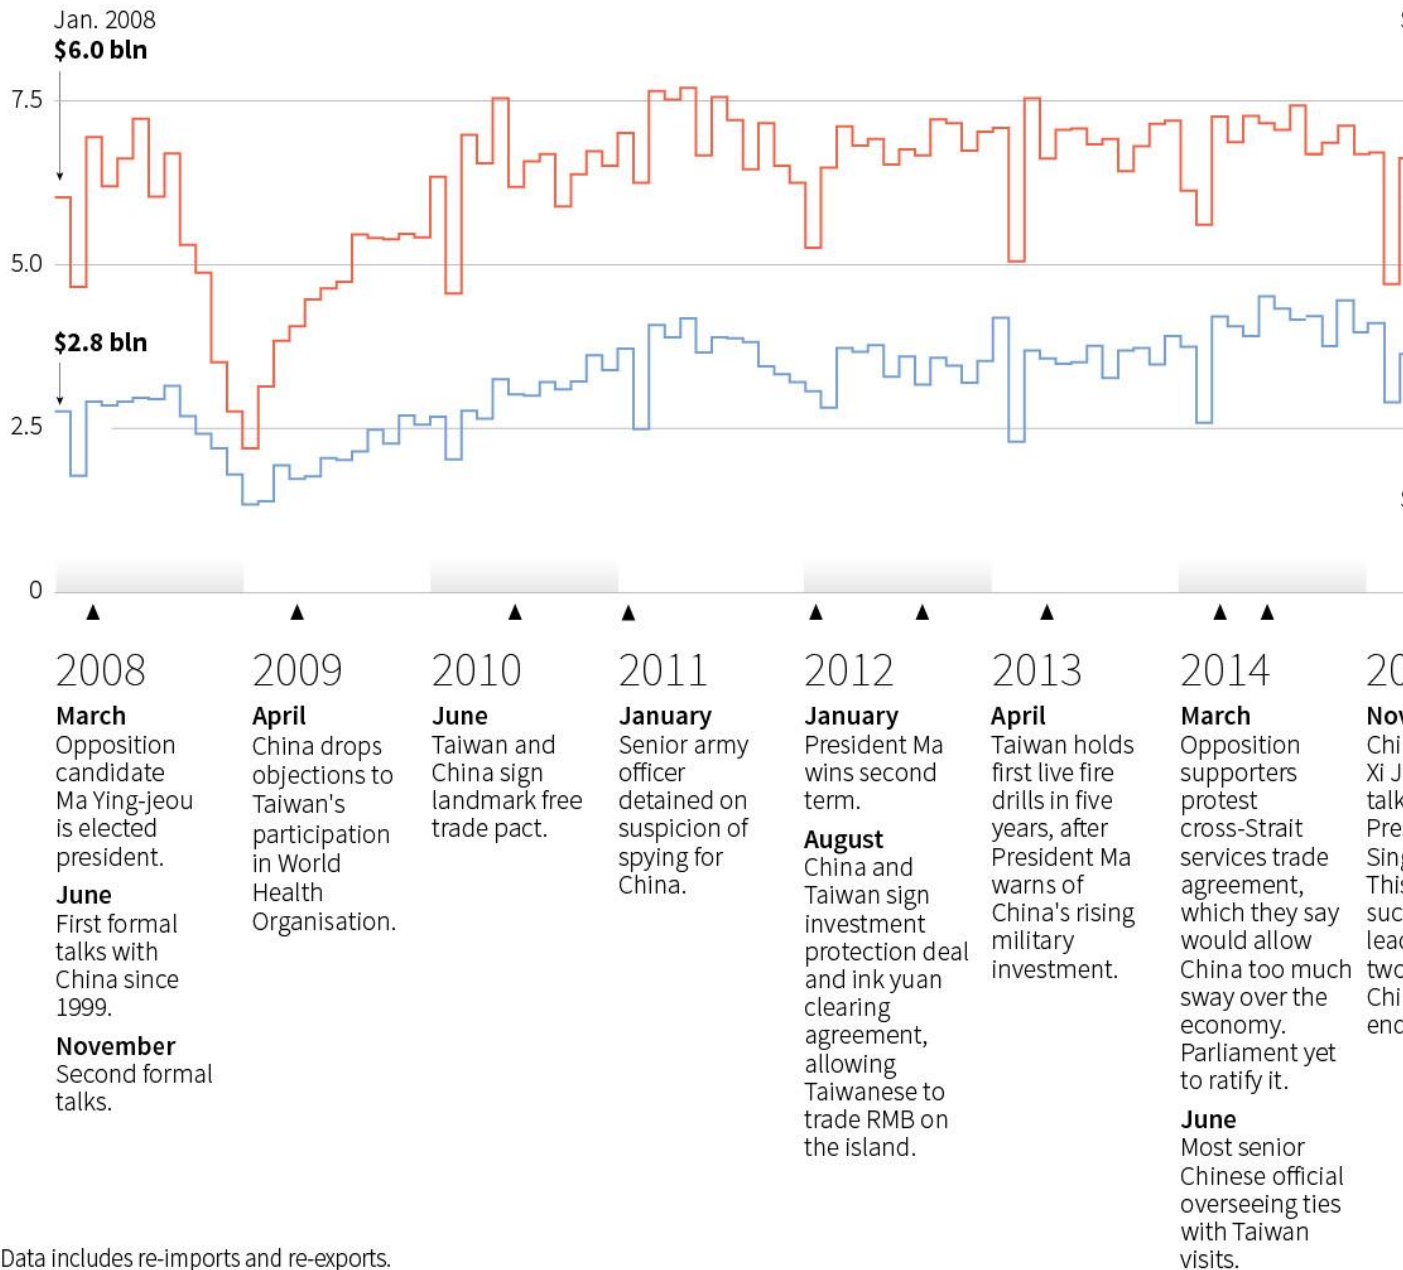 Jan. 2008
$6.0 bln
7.5
5.0
$2.8 bln
2.5
0
2008
March
Opposition
candidate
Ma Ying-jeou
is elected
president.
June
First formal
talks with
China since
1999.
November
Second formal
talks.
2009
April
China drops
objections to
Taiwan's
participation
in World
Health
Organisation.
2010
June
Taiwan and
China sign
landmark free
trade pact.
2011
January
Senior army
officer
detained on
suspicion of
spying for
China.
2012
January
President Ma
wins second
term.
August
China and
Taiwan sign
investment
protection deal
and ink yuan
clearing
agreement,
allowing
Taiwanese to
trade RMB on
the island.
2013
April
Taiwan holds
first live fire
drills in five
years, after
President Ma
warns of
China's rising
military
investment.
2014
March
Opposition
supporters
protest
cross-Strait
services trade
agreement,
which they say
would allow
China too much
sway over the
economy.
Parliament yet
to ratify it.
June
Most senior
Chinese official
overseeing ties
with Taiwan
visits.
Data includes re-imports and re-exports.